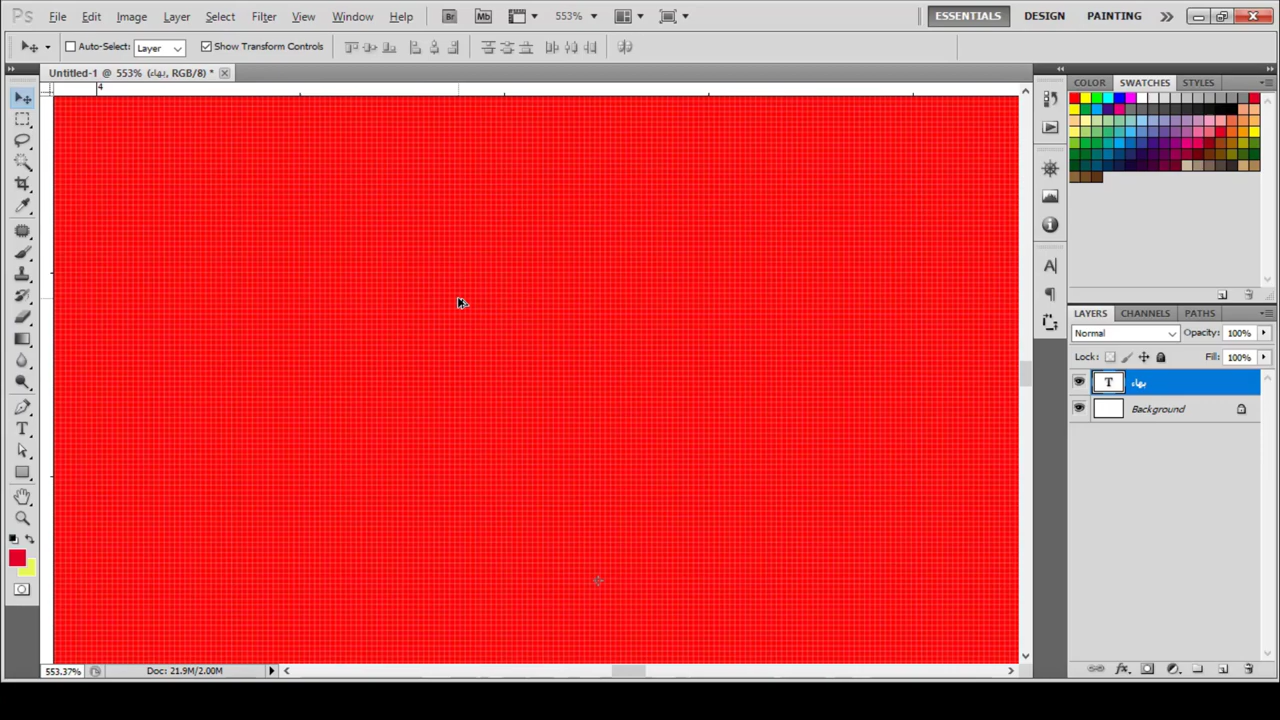 Ps File Edit Image Layer Select Filter View Window Help Br Mb 553% ESSENTIALS DESIGN PAINTING
Auto-Select: Layer Show Transform Controls
Untitled-1 @ 553% (بهاء, RGB/8) *
4
COLOR SWATCHES STYLES
LAYERS CHANNELS PATHS
Normal Opacity: 100%
Lock: Fill: 100%
T بهاء
Background
553.37% Doc: 21.9M/2.00M